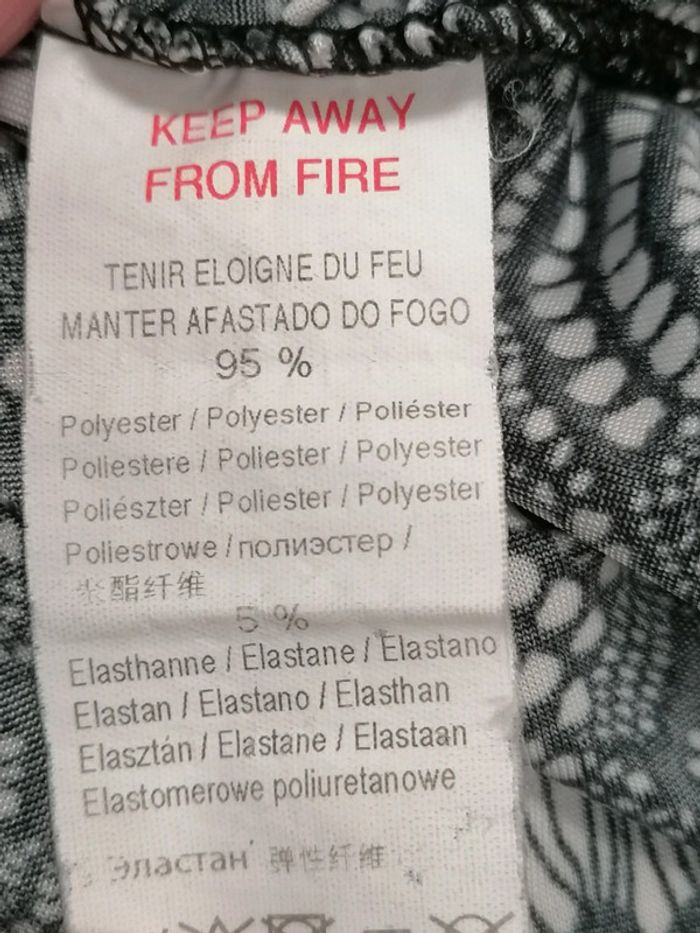 KEEP AWAY
FROM FIRE
TENIR ELOIGNE DU FEU
MANTER AFASTADO DO FOGO
95 %
Polyester / Polyester / Poliéster
Poliestere / Poliester / Polyester
Poliészter / Poliester / Polyester
Poliestrowe / полиэстер /
聚酯纤维
5 %
Elasthanne / Elastane / Elastano
Elastan / Elastano / Elasthan
Elasztán / Elastane / Elastaan
Elastomerowe poliuretanowe
эластан 弹性纤维